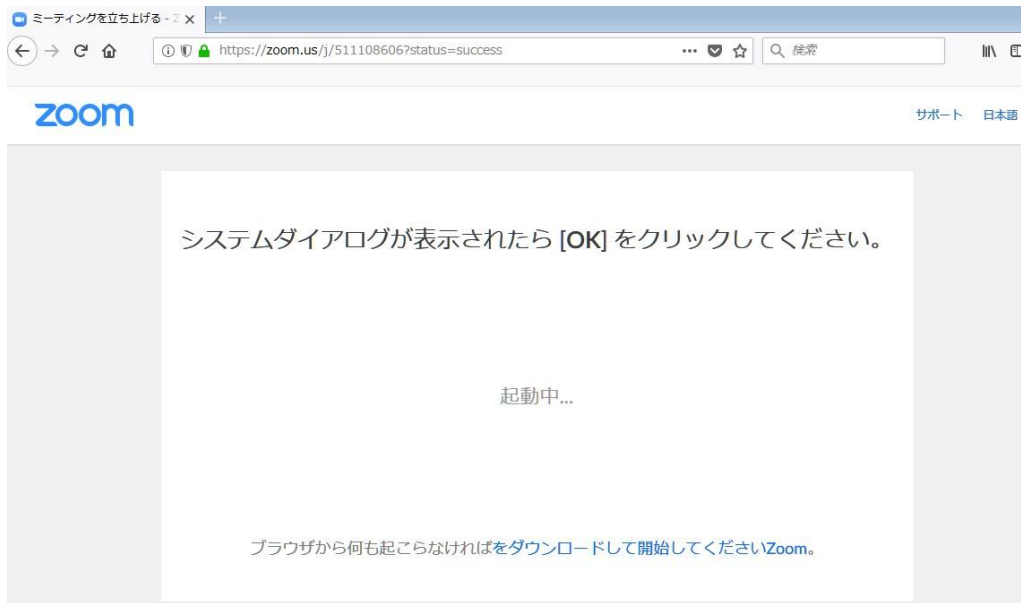 ミーティングを立ち上げる - Z
https://zoom.us/j/511108606?status=success
検索
zoom
サポート 日本語
システムダイアログが表示されたら [OK] をクリックしてください。
起動中...
ブラウザから何も起こらなければをダウンロードして開始してくださいZoom。